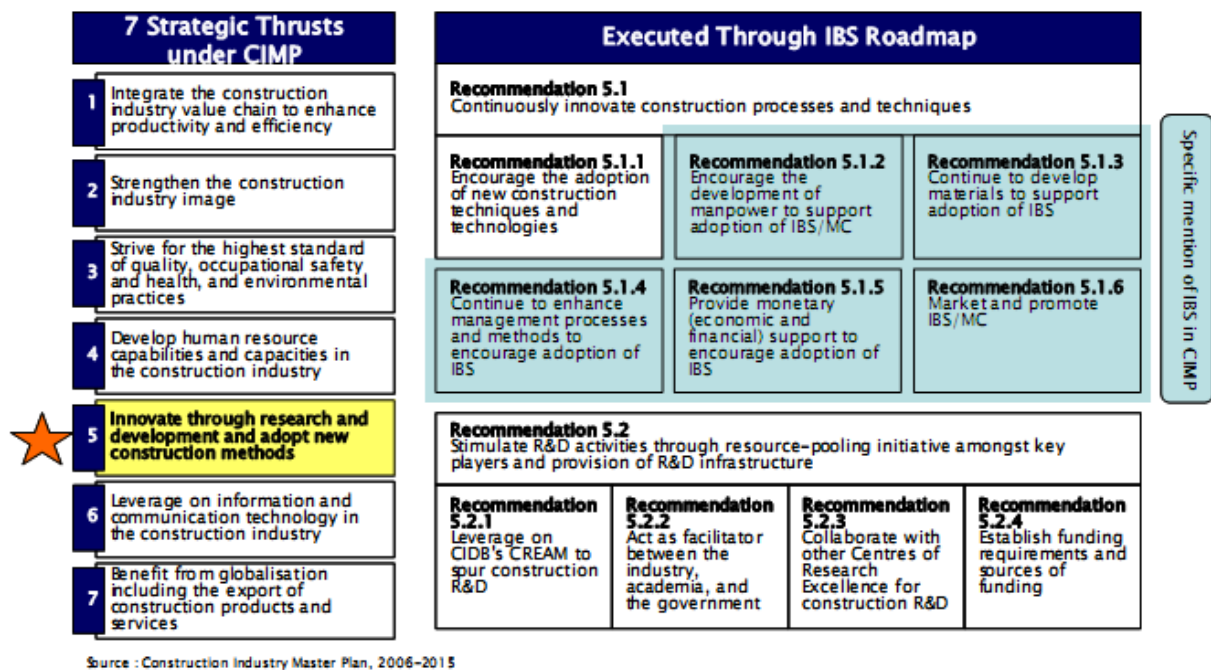 7 Strategic Thrusts
under CIMP
1
Integrate the construction
industry value chain to enhance
productivity and efficiency
2
Strengthen the construction
industry image
3
Strive for the highest standard
of quality, occupational safety
and health, and environmental
practices
4
Develop human resource
capabilities and capacities in
the construction industry
5
Innovate through research and
development and adopt new
construction methods
6
Leverage on information and
communication technology in
the construction industry
7
Benefit from globalisation
including the export of
construction products and
services
Executed Through IBS Roadmap
Recommendation 5.1
Continuously innovate construction processes and techniques
Recommendation 5.1.1
Encourage the adoption
of new construction
techniques and
technologies
Recommendation 5.1.2
Encourage the
development of
manpower to support
adoption of IBS/MC
Recommendation 5.1.3
Continue to develop
materials to support
adoption of IBS
Recommendation 5.1.4
Continue to enhance
management processes
and methods to
encourage adoption of
IBS
Recommendation 5.1.5
Provide monetary
(economic and
financial) support to
encourage adoption of
IBS
Recommendation 5.1.6
Market and promote
IBS/MC
Specific mention of IBS in CIMP
Recommendation 5.2
Stimulate R&D activities through resource-pooling initiative amongst key
players and provision of R&D infrastructure
Recommendation
5.2.1
Leverage on
CIDB's CREAM to
spur construction
R&D
Recommendation
5.2.2
Act as facilitator
between the
industry,
academia, and
the government
Recommendation
5.2.3
Collaborate with
other Centres of
Research
Excellence for
construction R&D
Recommendation
5.2.4
Establish funding
requirements and
sources of
funding
Source : Construction Industry Master Plan, 2006-2015